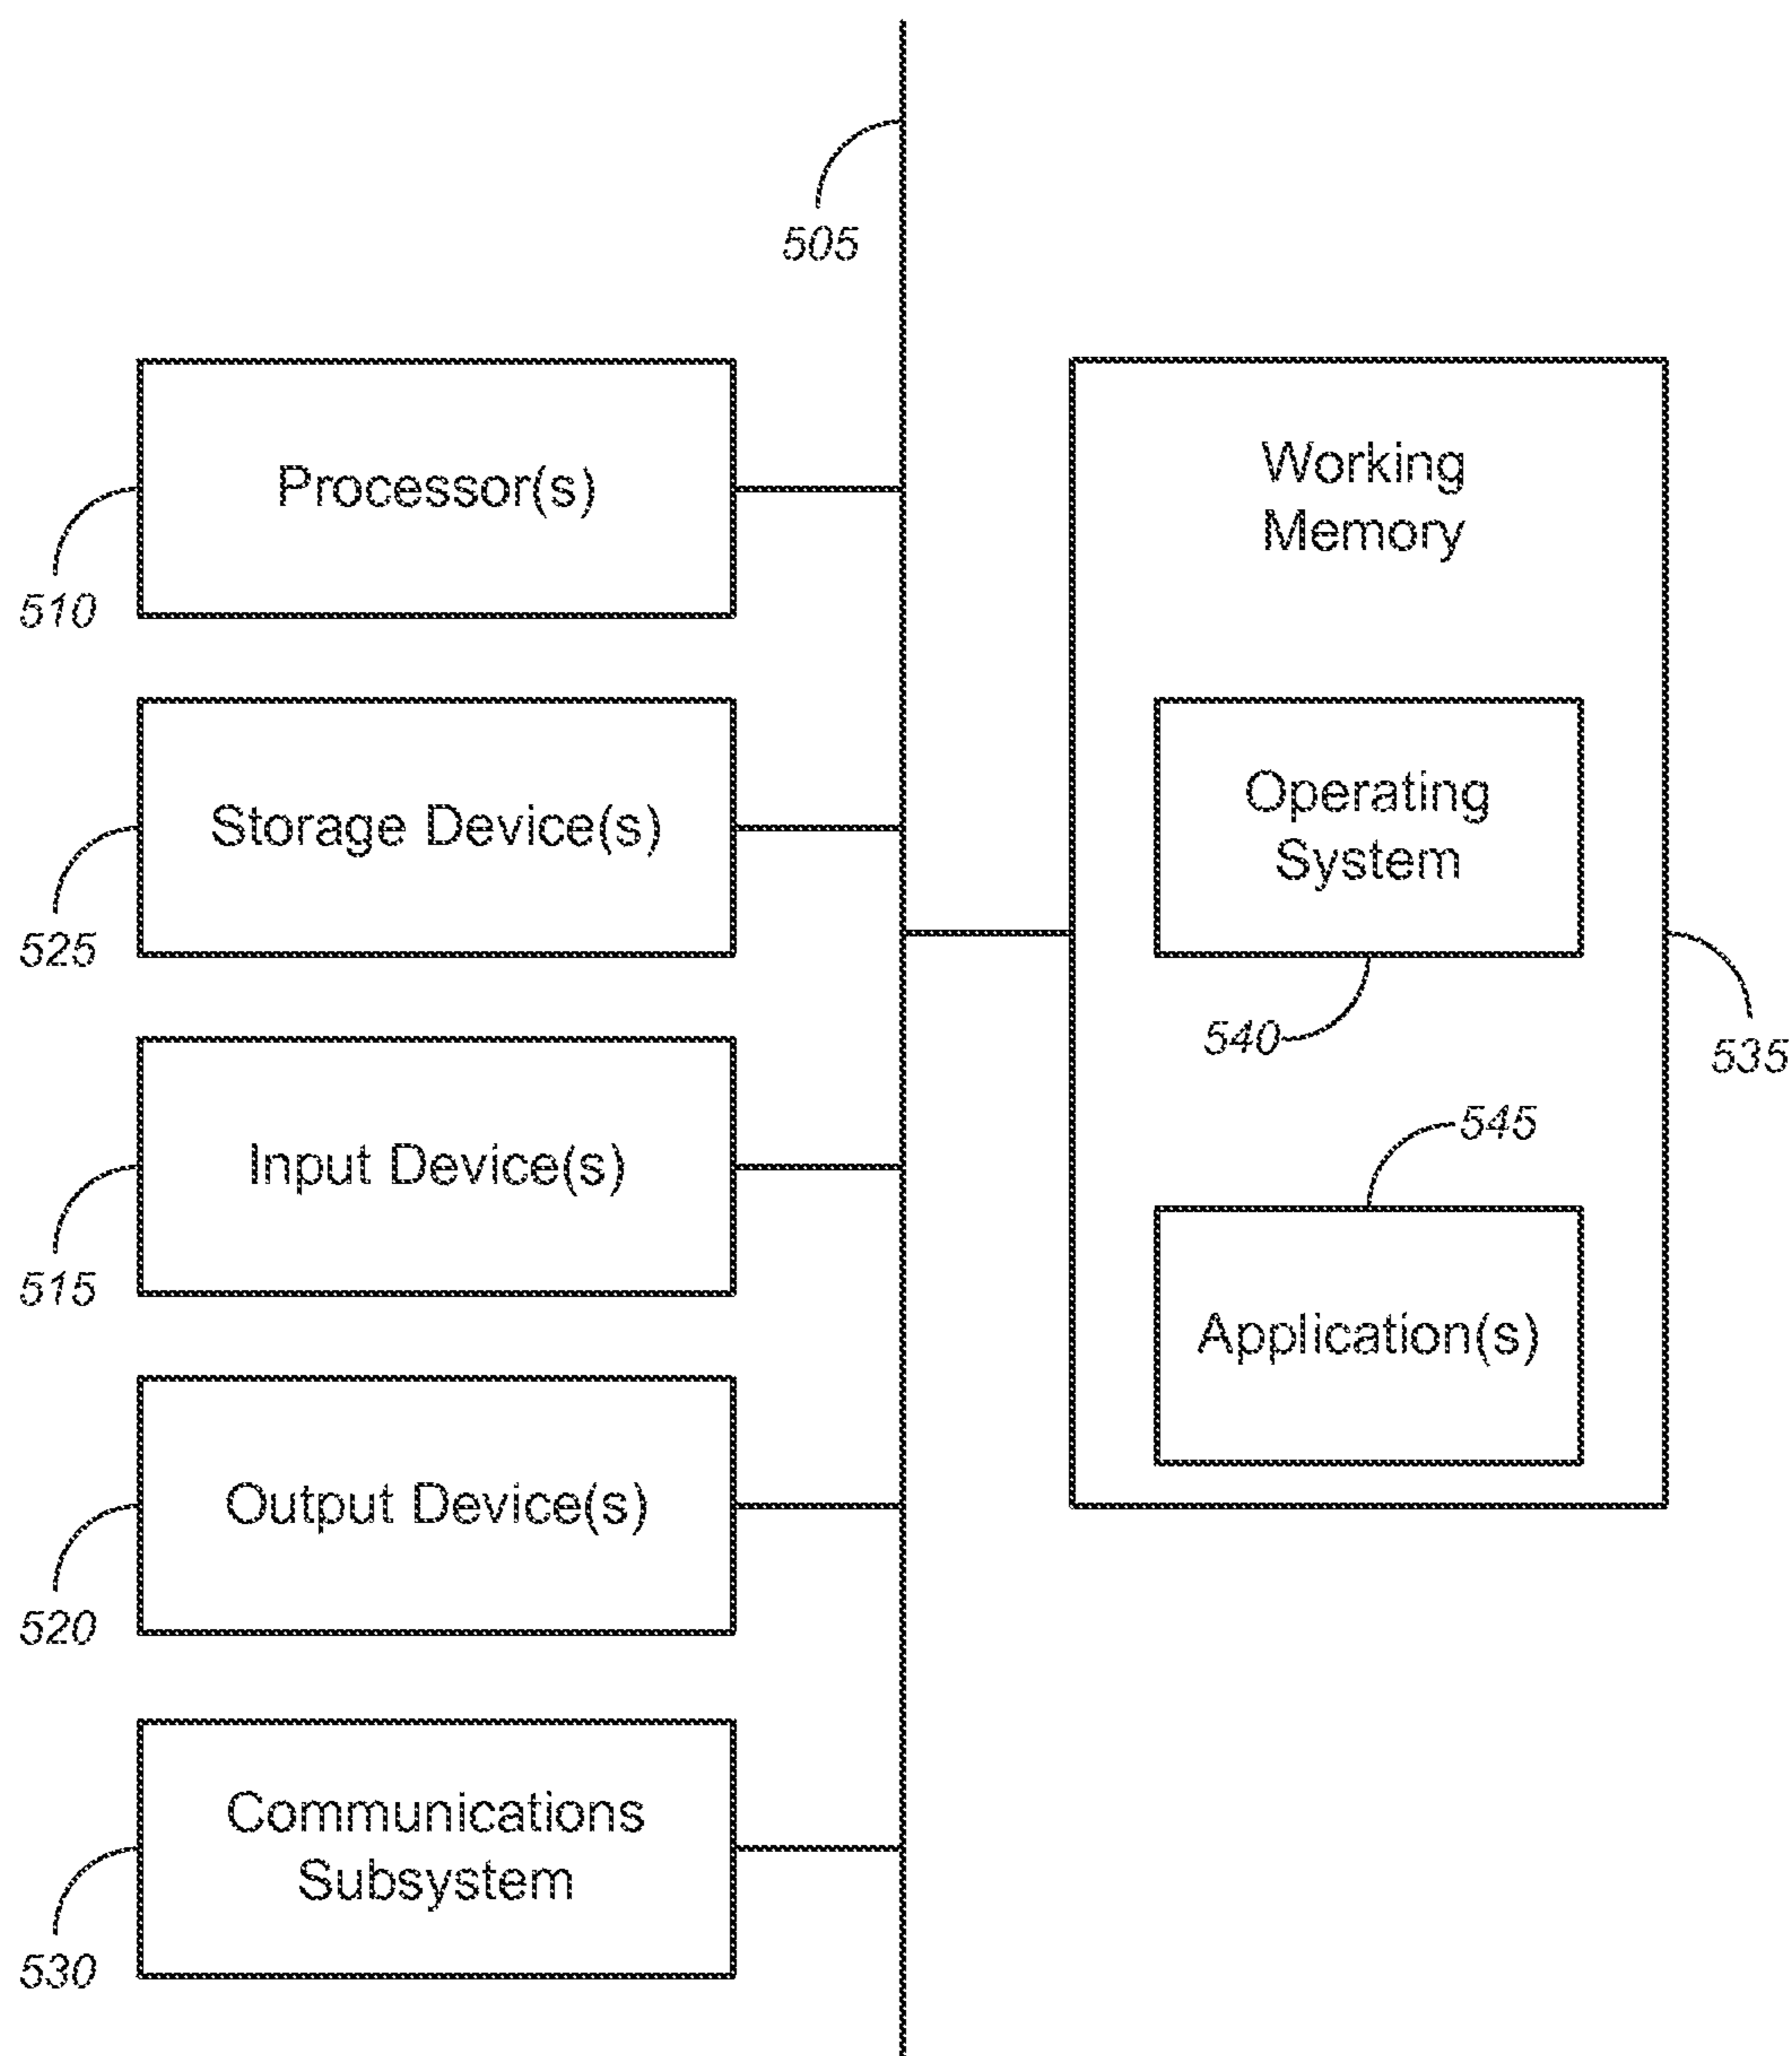 505
Processor(s)
510
Storage Device(s)
525
Input Device(s)
515
Output Device(s)
520
Communications
Subsystem
530
Working
Memory
Operating
System
540
535
545
Application(s)